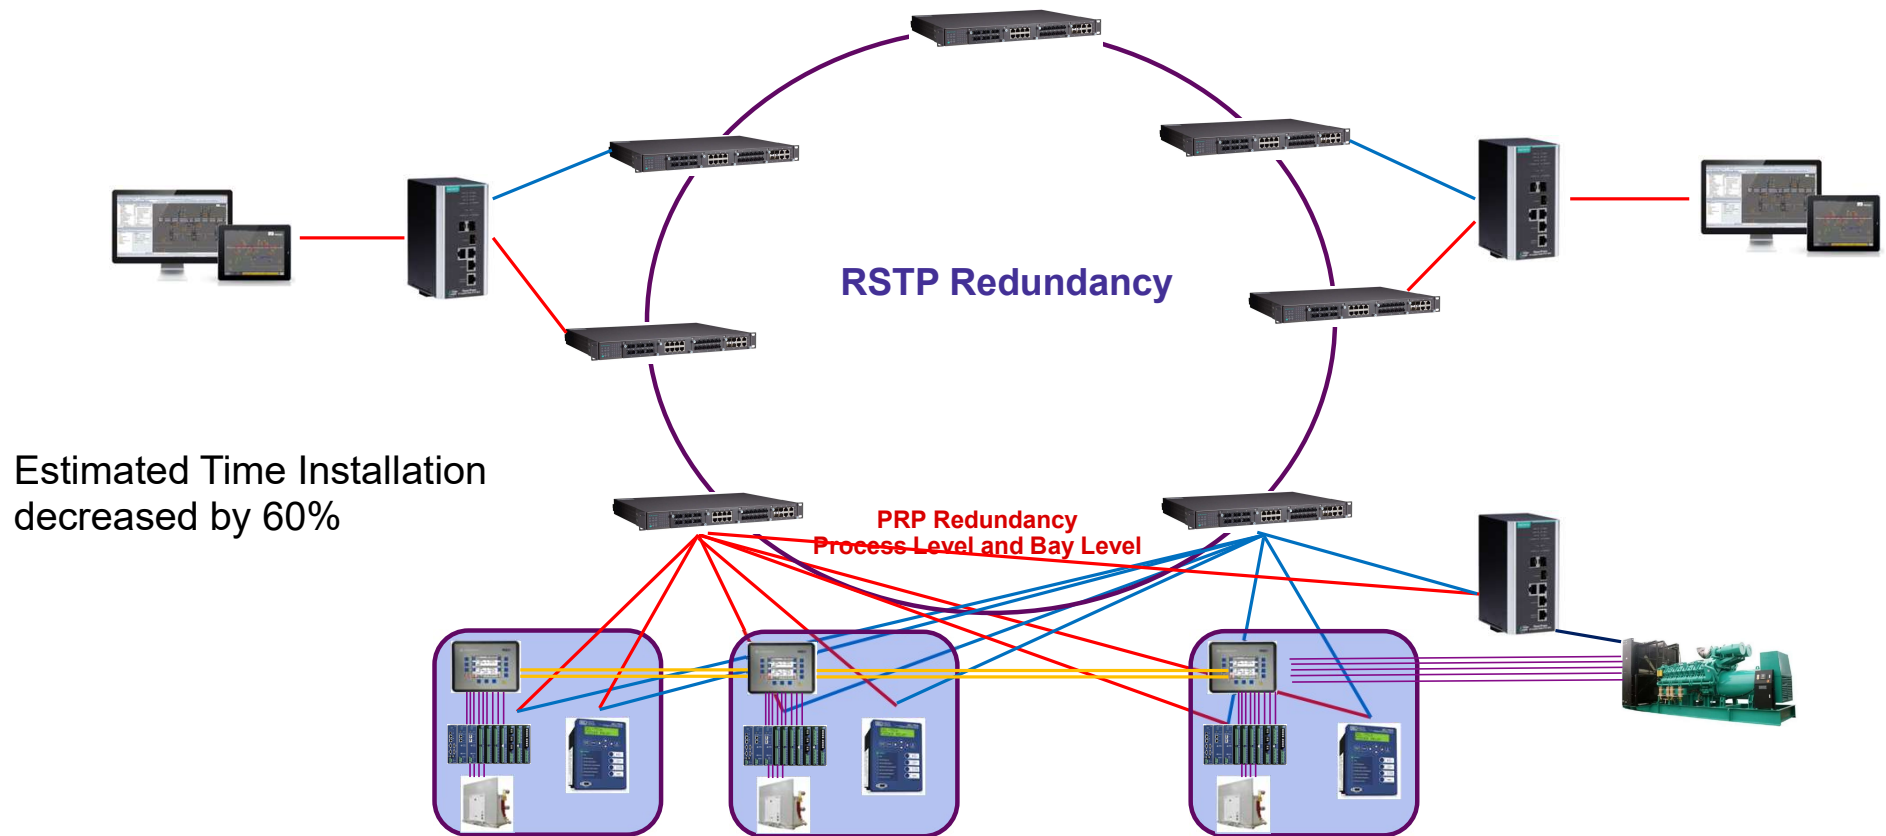 RSTP Redundancy
Estimated Time Installation
decreased by 60%
PRP Redundancy
Process Level and Bay Level